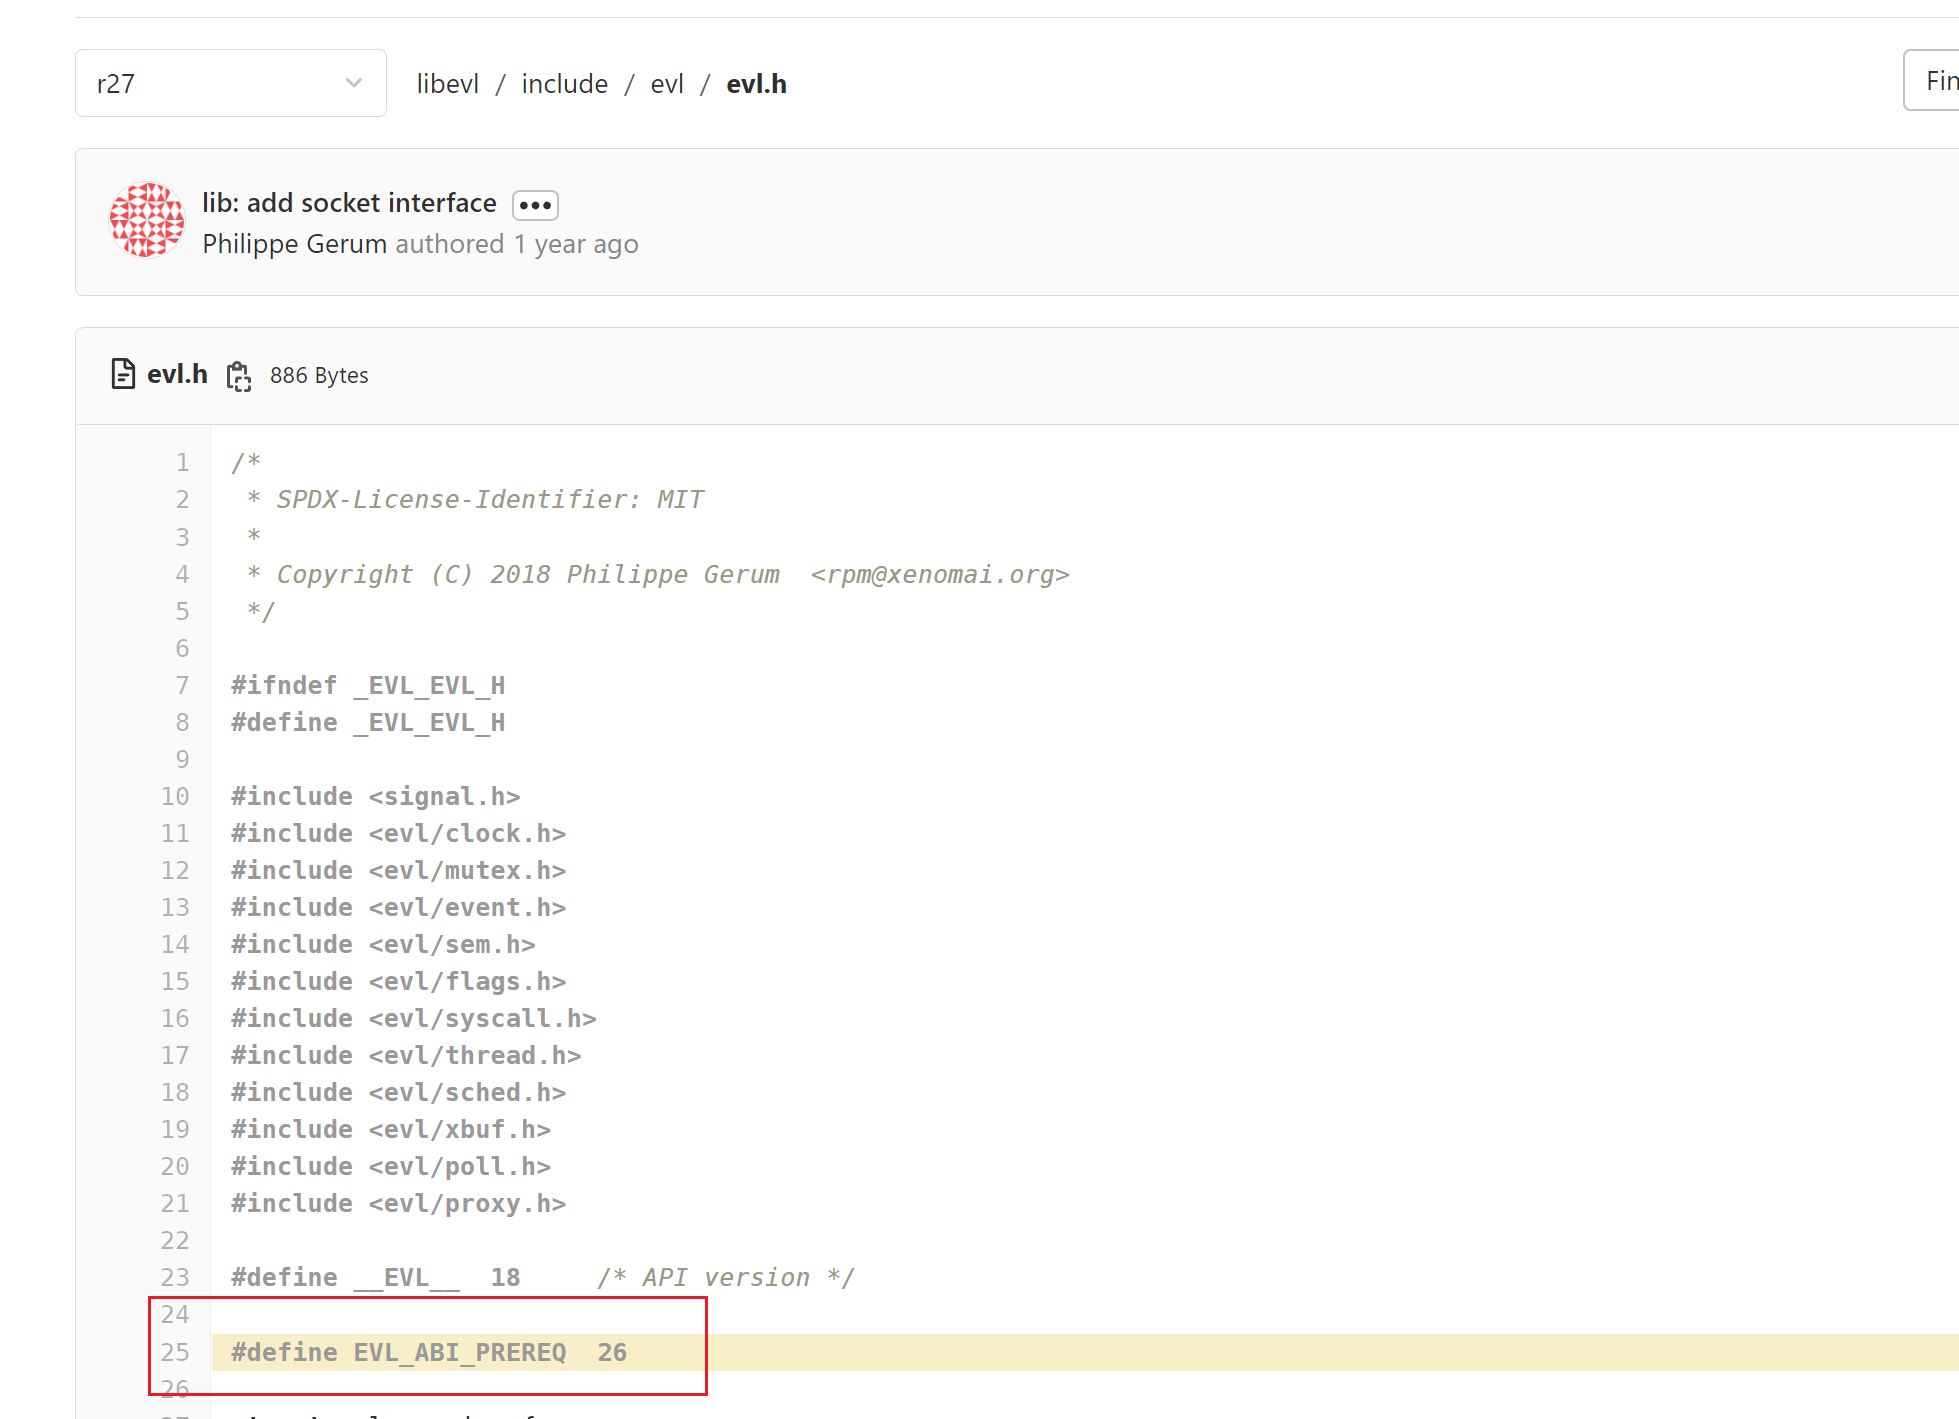 r27 libevl / include / evl / evl.h Fin
lib: add socket interface
Philippe Gerum authored 1 year ago
evl.h 886 Bytes
1 /*
2 * SPDX-License-Identifier: MIT
3 *
4 * Copyright (C) 2018 Philippe Gerum <rpm@xenomai.org>
5 */
6
7 #ifndef _EVL_EVL_H
8 #define _EVL_EVL_H
9
10 #include <signal.h>
11 #include <evl/clock.h>
12 #include <evl/mutex.h>
13 #include <evl/event.h>
14 #include <evl/sem.h>
15 #include <evl/flags.h>
16 #include <evl/syscall.h>
17 #include <evl/thread.h>
18 #include <evl/sched.h>
19 #include <evl/xbuf.h>
20 #include <evl/poll.h>
21 #include <evl/proxy.h>
22
23 #define __EVL__ 18 /* API version */
24
25 #define EVL_ABI_PREREQ 26
26